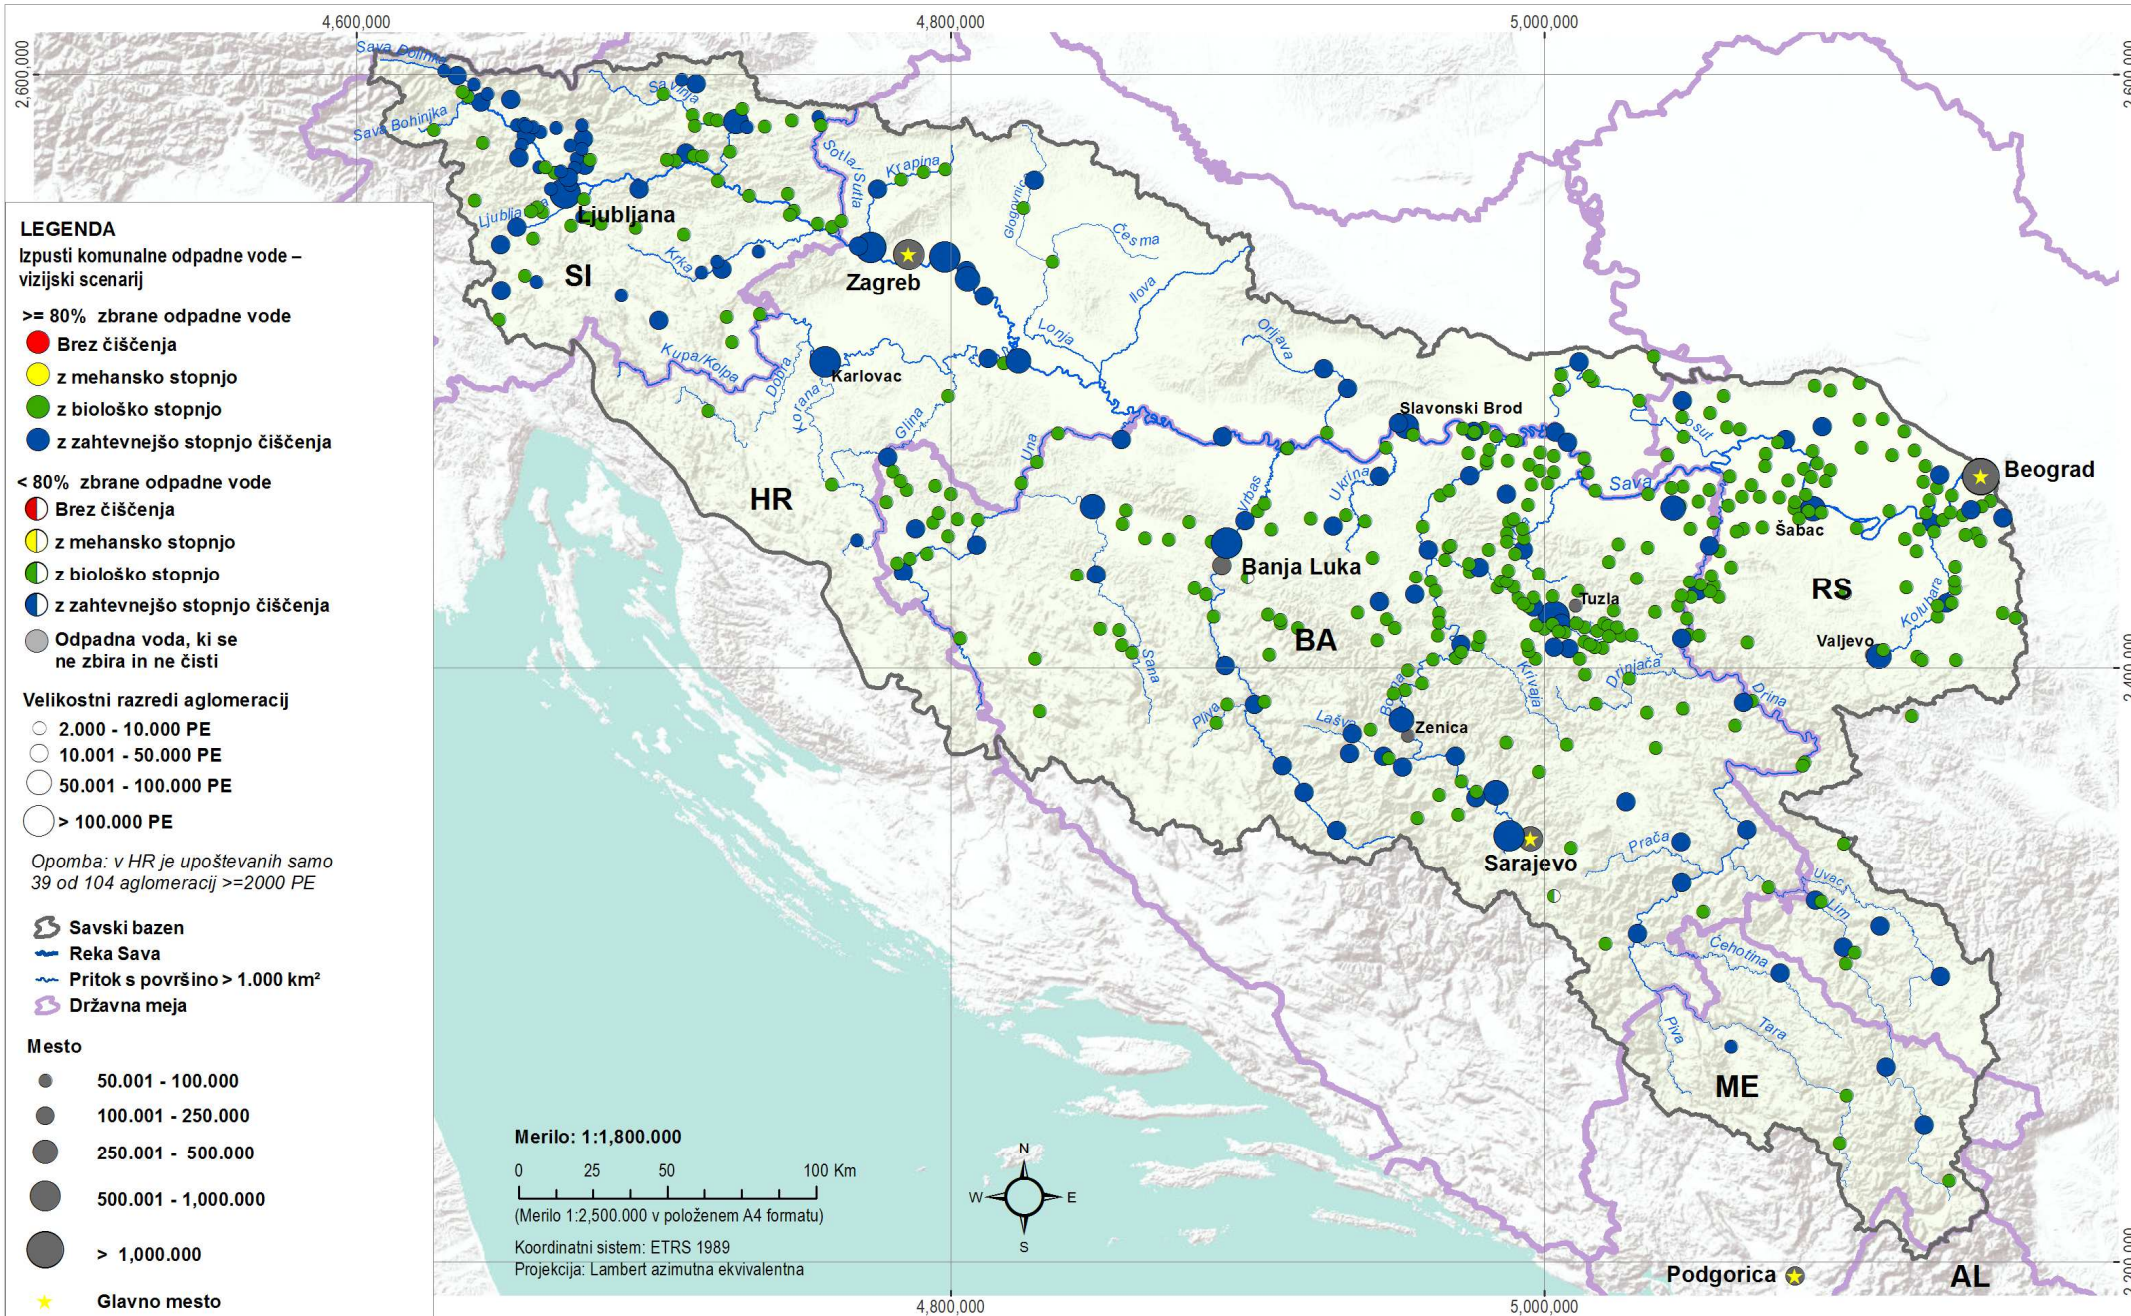 4,600,000
4,800,000
5,000,000
2,600,000
2,600,000
Sava Dolinka
Sava Bohinjka
Savinja
Sotla/Sutla
Krapina
Glogovnica
Česma
Ljubljana
Krka
SI
Zagreb
Ilova
Lonja
Orljava
Kupa/Kolpa
Dobra
Karlovac
Korana
Glina
Slavonski Brod
Una
Ukrina
Vrbas
Sava
Beograd
HR
Šabac
Banja Luka
RS
Tuzla
Kolubara
BA
Valjevo
Sana
Drinjača
Krivaja
2,400,000
Drina
Pliva
Lašva
Bosna
Zenica
Prača
Sarajevo
Uvac
Lim
Ćehotina
Piva
Tara
ME
Podgorica
AL
2,200,000
4,800,000
5,000,000
LEGENDA
Izpusti komunalne odpadne vode –
vizijski scenarij
>= 80% zbrane odpadne vode
Brez čiščenja
z mehansko stopnjo
z biološko stopnjo
z zahtevnejšo stopnjo čiščenja
< 80% zbrane odpadne vode
Brez čiščenja
z mehansko stopnjo
z biološko stopnjo
z zahtevnejšo stopnjo čiščenja
Odpadna voda, ki se
ne zbira in ne čisti
Velikostni razredi aglomeracij
2.000 - 10.000 PE
10.001 - 50.000 PE
50.001 - 100.000 PE
> 100.000 PE
Opomba: v HR je upoštevanih samo
39 od 104 aglomeracij >=2000 PE
Savski bazen
Reka Sava
Pritok s površino > 1.000 km²
Državna meja
Mesto
50.001 - 100.000
100.001 - 250.000
250.001 - 500.000
500.001 - 1,000.000
> 1,000.000
Glavno mesto
Merilo: 1:1,800.000
0 25 50 100 Km
(Merilo 1:2,500.000 v položenem A4 formatu)
Koordinatni sistem: ETRS 1989
Projekcija: Lambert azimutna ekvivalentna
N
W E
S